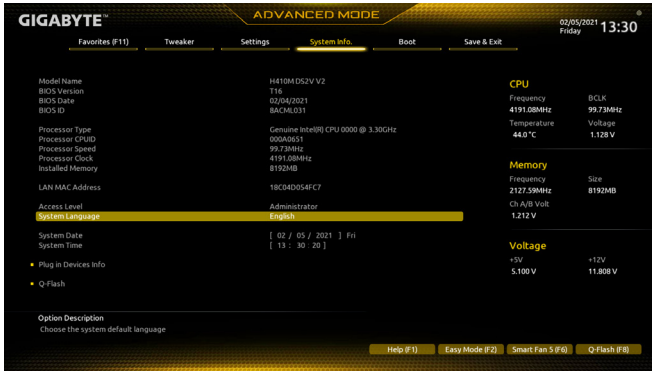 GIGABYTE™
ADVANCED MODE
02/05/2021 13:30
Friday
Favorites (F11) Tweaker Settings System Info. Boot Save & Exit
Model Name H410M DS2V V2
BIOS Version T16
BIOS Date 02/04/2021
BIOS ID 8ACML031
Processor Type Genuine Intel(R) CPU 0000 @ 3.30GHz
Processor CPUID 000A0651
Processor Speed 99.73MHz
Processor Clock 4191.08MHz
Installed Memory 8192MB
LAN MAC Address 18C04D054FC7
Access Level Administrator
System Language English
System Date [ 02 / 05 / 2021 ] Fri
System Time [ 13 : 30 : 20 ]
Plug in Devices Info
Q-Flash
Option Description
Choose the system default language
CPU
Frequency BCLK
4191.08MHz 99.73MHz
Temperature Voltage
44.0 °C 1.128 V
Memory
Frequency Size
2127.59MHz 8192MB
Ch A/B Volt
1.212 V
Voltage
+5V +12V
5.100 V 11.808 V
Help (F1) Easy Mode (F2) Smart Fan 5 (F6) Q-Flash (F8)